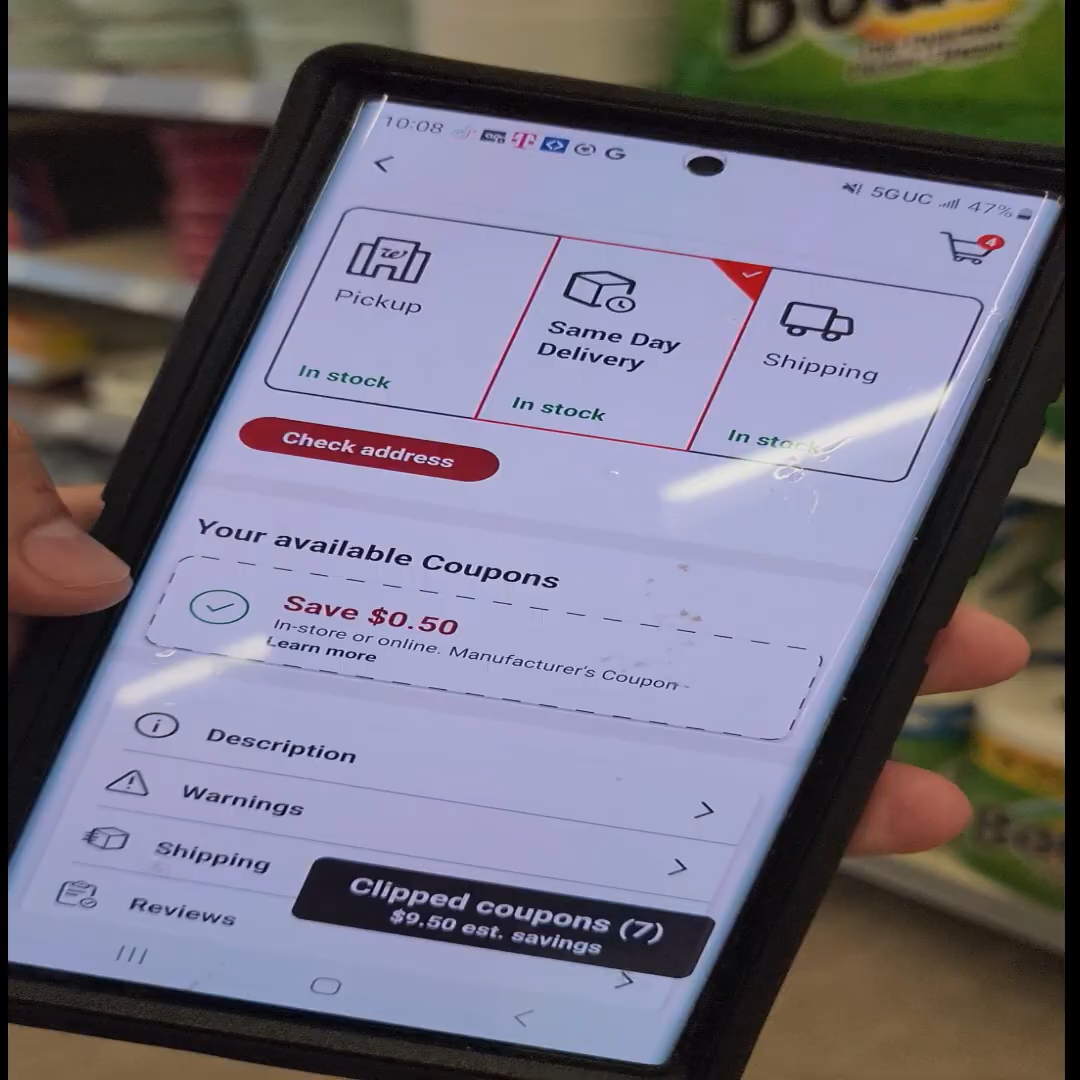 Bou
10:08
G
5G UC
47%
4
Pickup
In stock
Same Day
Delivery
In stock
Shipping
In stock
Check address
Your available Coupons
Save $0.50
In-store or online. Manufacturer's Coupon -
Learn more
Description
Warnings
Shipping
Reviews
Clipped coupons (7)
$9.50 est. savings